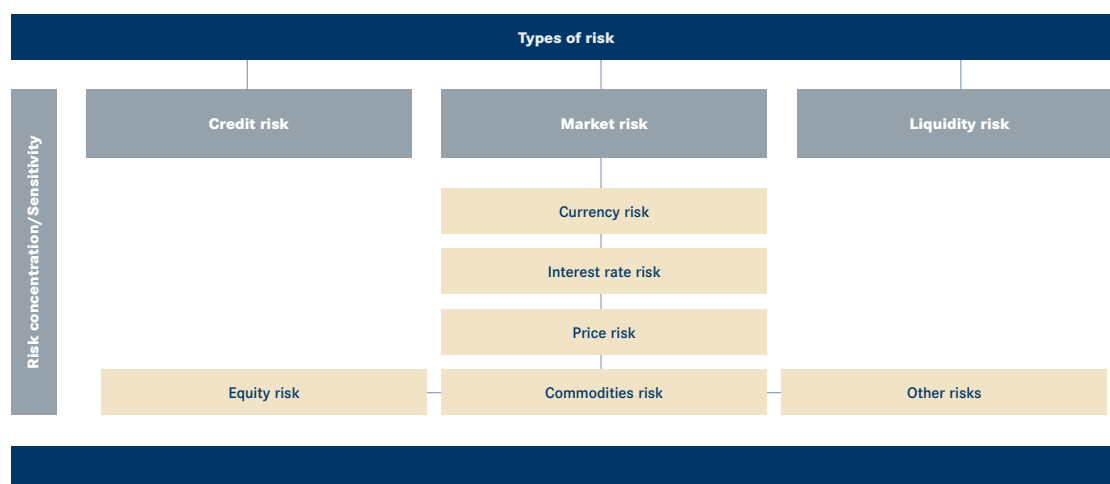 Types of risk
Risk concentration/Sensitivity
Credit risk
Market risk
Liquidity risk
Currency risk
Interest rate risk
Price risk
Equity risk
Commodities risk
Other risks